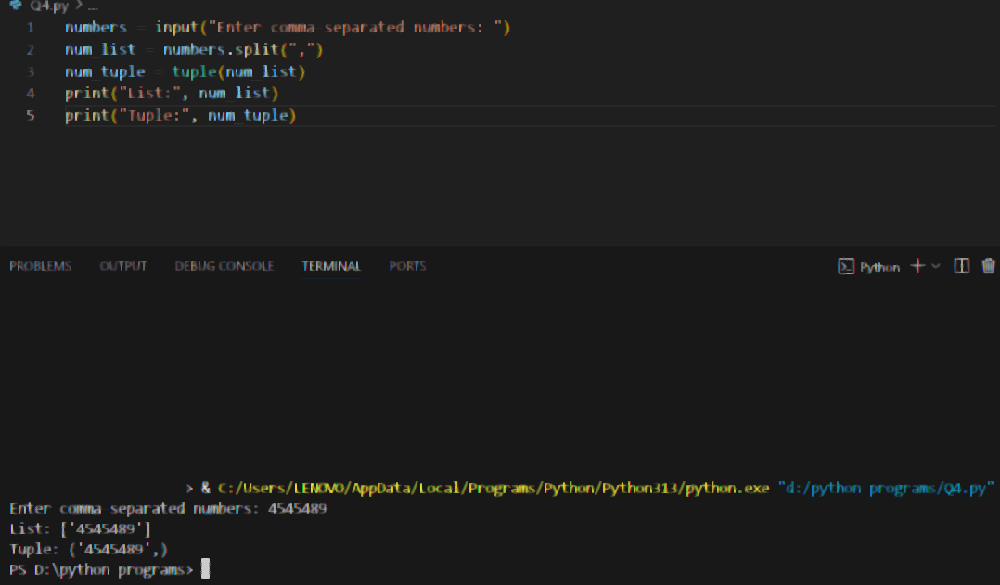 Q4.py > ...
1 numbers = input("Enter comma separated numbers: ")
2 num_list = numbers.split(",")
3 num_tuple = tuple(num_list)
4 print("List:", num_list)
5 print("Tuple:", num_tuple)
PROBLEMS OUTPUT DEBUG CONSOLE TERMINAL PORTS Python
> & C:/Users/LENOVO/AppData/Local/Programs/Python/Python313/python.exe "d:/python programs/Q4.py"
Enter comma separated numbers: 4545489
List: ['4545489']
Tuple: ('4545489',)
PS D:\python programs>